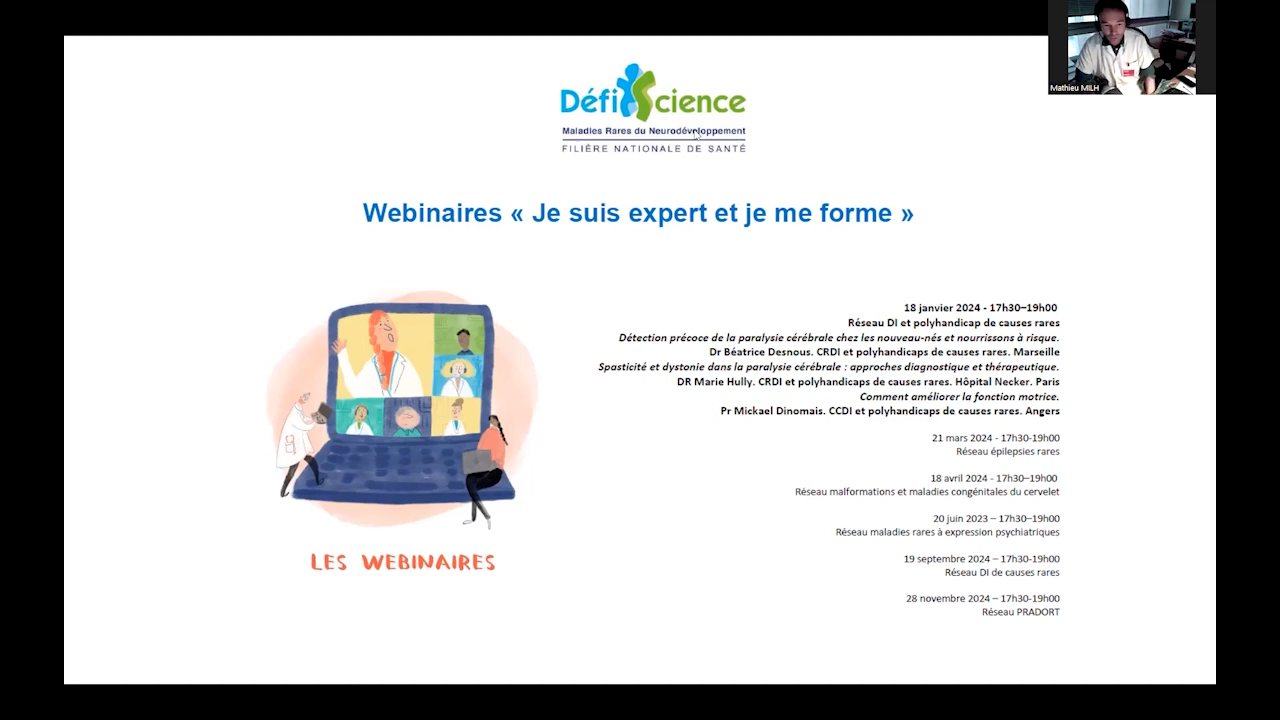 Mathieu MILH
DéfiScience
Maladies Rares du Neurodéveloppement
FILIÈRE NATIONALE DE SANTÉ
Webinaires « Je suis expert et je me forme »
18 janvier 2024 - 17h30–19h00
Réseau DI et polyhandicap de causes rares
Détection précoce de la paralysie cérébrale chez les nouveau-nés et nourrissons à risque.
Dr Béatrice Desnous. CRDI et polyhandicaps de causes rares. Marseille
Spasticité et dystonie dans la paralysie cérébrale : approches diagnostique et thérapeutique.
DR Marie Hully. CRDI et polyhandicaps de causes rares. Hôpital Necker. Paris
Comment améliorer la fonction motrice.
Pr Mickael Dinomais. CCDI et polyhandicaps de causes rares. Angers
21 mars 2024 - 17h30-19h00
Réseau épilepsies rares
18 avril 2024 - 17h30–19h00
Réseau malformations et maladies congénitales du cervelet
20 juin 2023 – 17h30–19h00
Réseau maladies rares à expression psychiatriques
19 septembre 2024 – 17h30-19h00
Réseau DI de causes rares
28 novembre 2024 – 17h30-19h00
Réseau PRADORT
LES WEBINAIRES